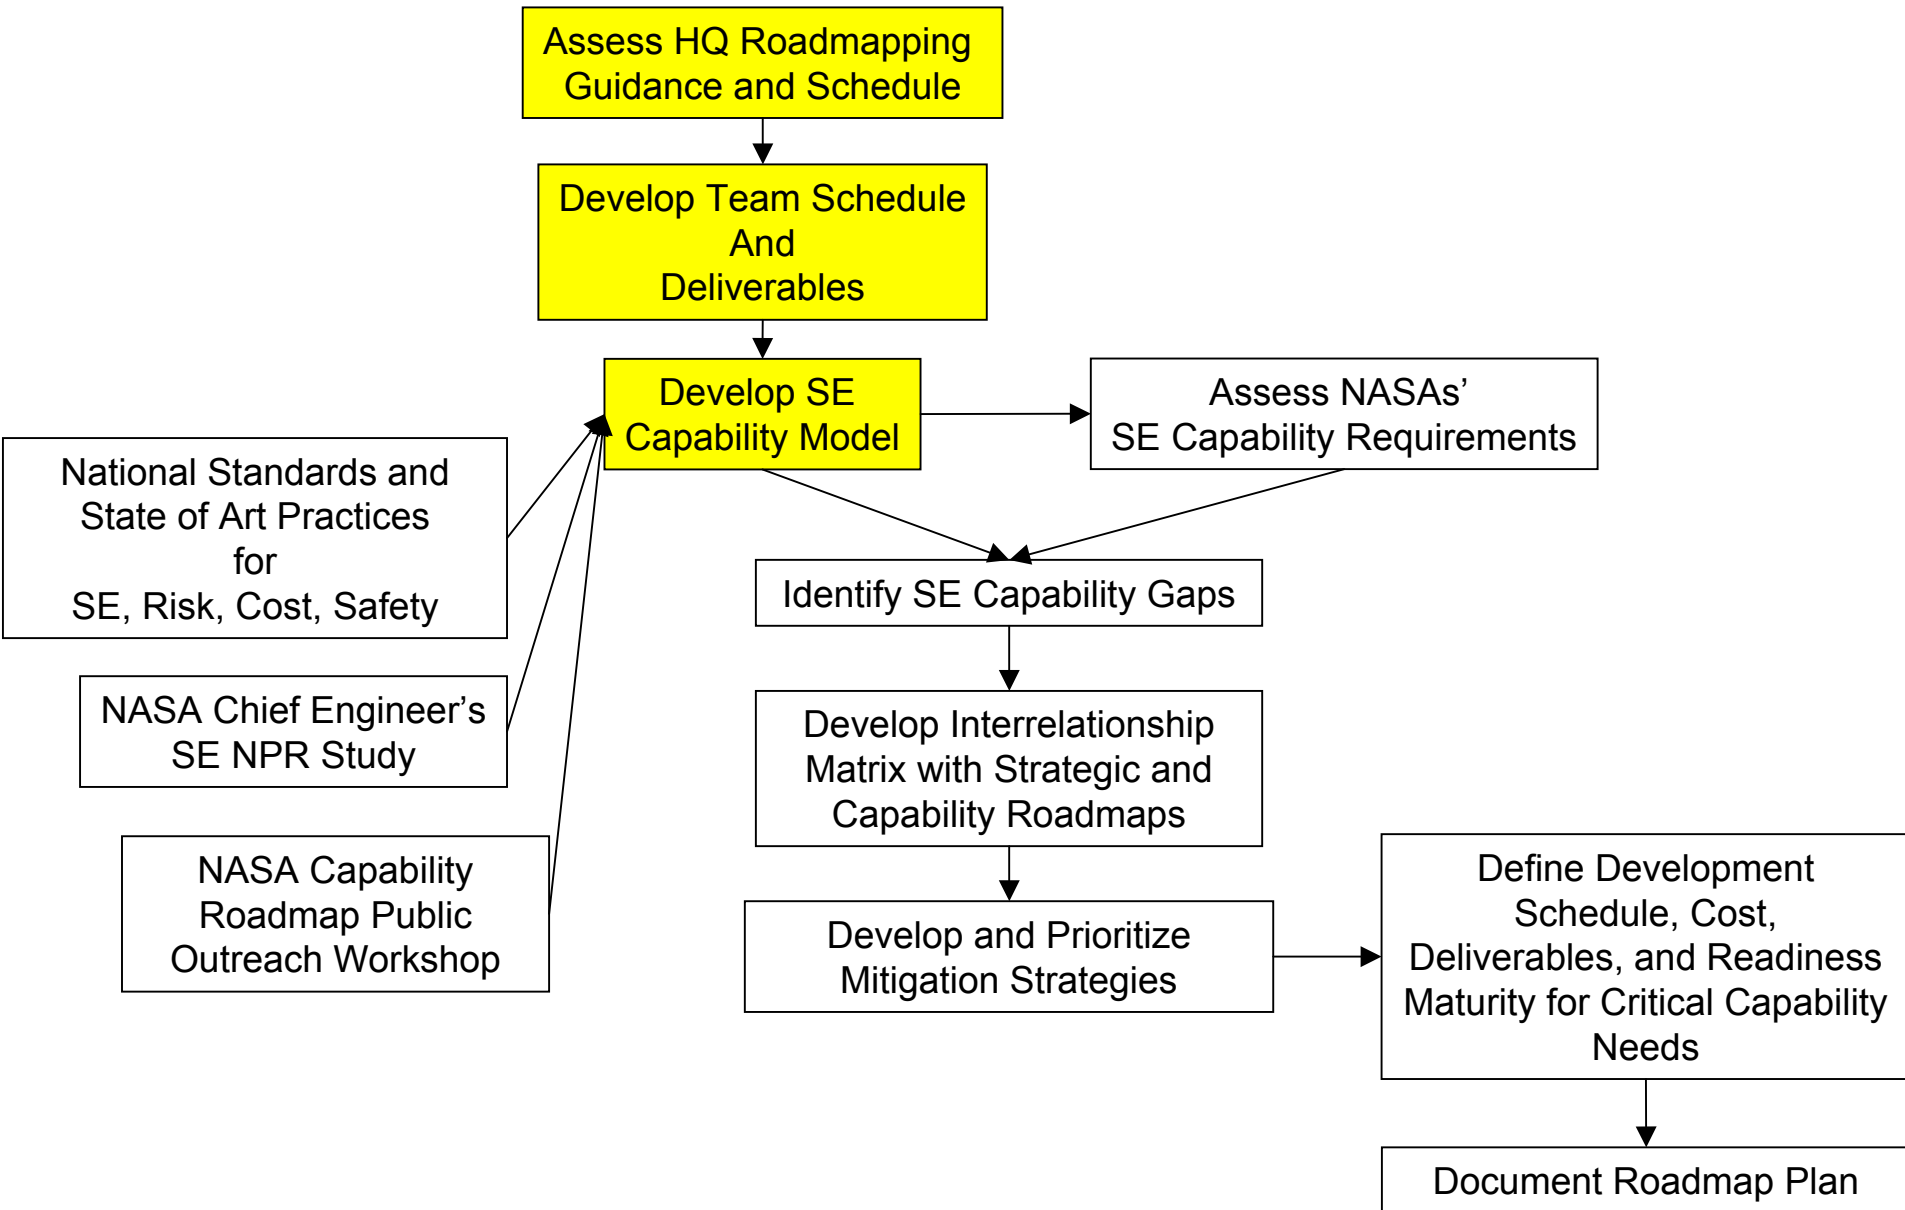 Assess HQ Roadmapping
Guidance and Schedule
Develop Team Schedule
And
Deliverables
Develop SE
Capability Model
Assess NASAs’
SE Capability Requirements
National Standards and
State of Art Practices
for
SE, Risk, Cost, Safety
Identify SE Capability Gaps
NASA Chief Engineer’s
SE NPR Study
Develop Interrelationship
Matrix with Strategic and
Capability Roadmaps
NASA Capability
Roadmap Public
Outreach Workshop
Develop and Prioritize
Mitigation Strategies
Define Development
Schedule, Cost,
Deliverables, and Readiness
Maturity for Critical Capability
Needs
Document Roadmap Plan